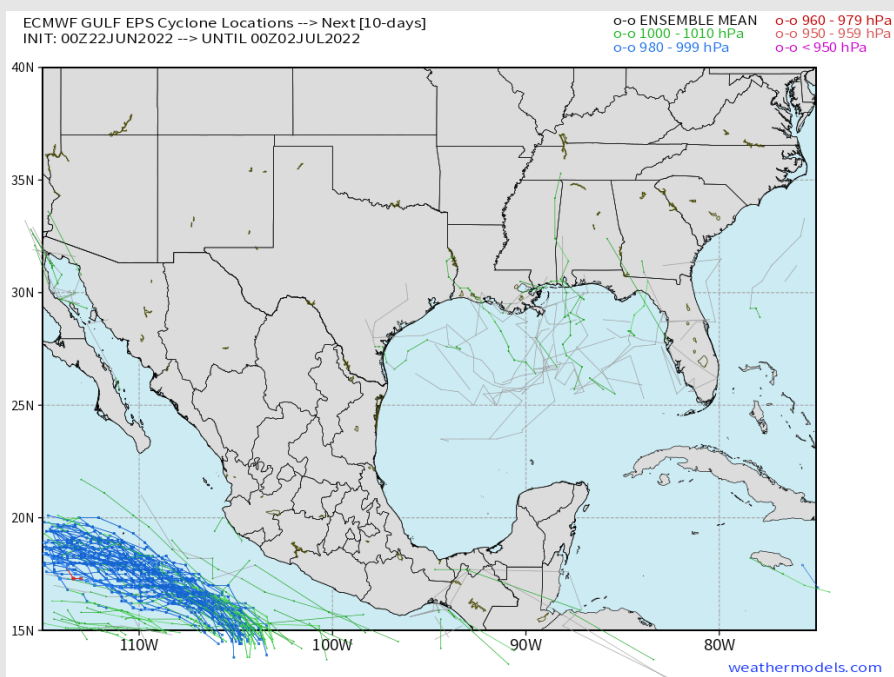 ECMWF GULF EPS Cyclone Locations --> Next [10-days]
INIT: 00Z22JUN2022 --> UNTIL 00Z02JUL2022
o-o ENSEMBLE MEAN
o-o 1000 - 1010 hPa
o-o 980 - 999 hPa
o-o 960 - 979 hPa
o-o 950 - 959 hPa
o-o < 950 hPa
40N
35N
30N
25N
20N
15N
110W
100W
90W
80W
weathermodels.com